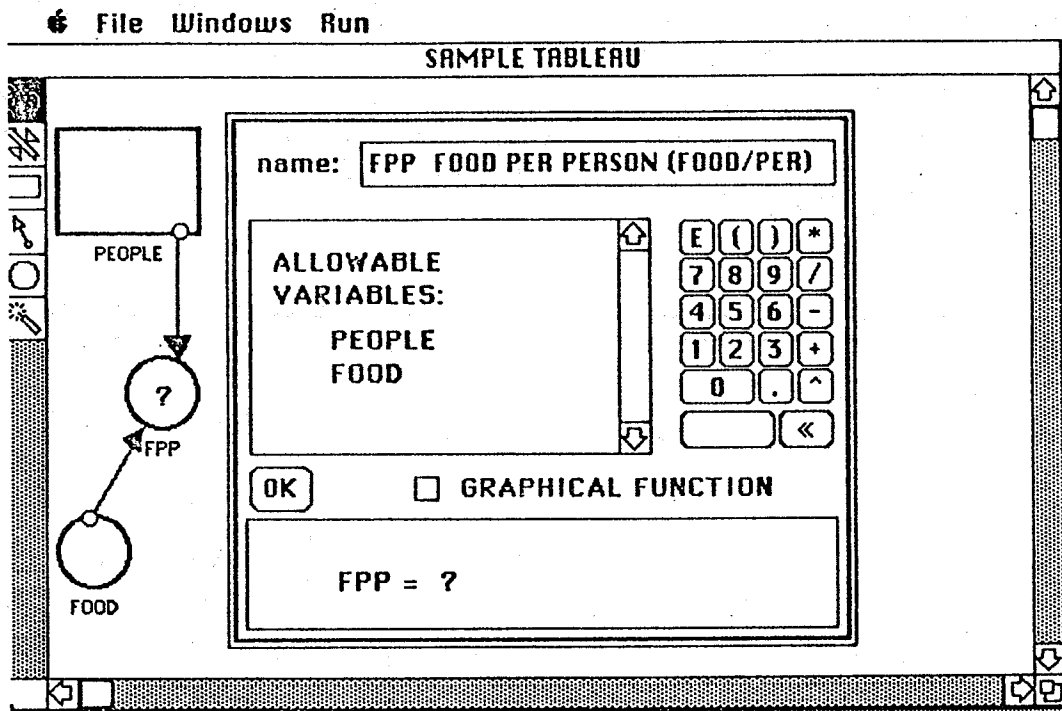 File Windows Run
SAMPLE TABLEAU
name: FPP FOOD PER PERSON (FOOD/PER)
PEOPLE
ALLOWABLE
VARIABLES:
PEOPLE
FOOD
E ( ) *
7 8 9 /
4 5 6 -
1 2 3 +
0 . ^
«
?
FPP
FOOD
OK
GRAPHICAL FUNCTION
FPP = ?